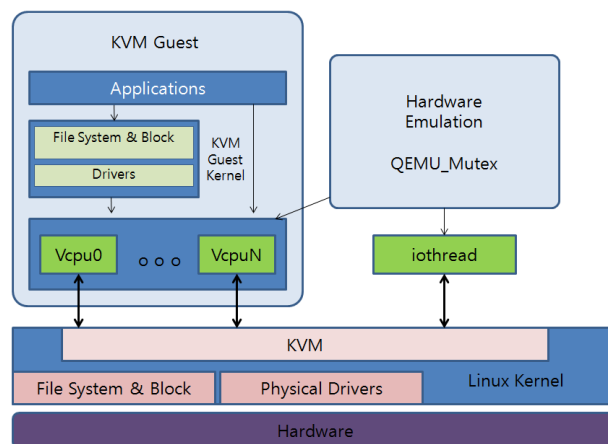 KVM Guest
Applications
File System & Block
Drivers
KVM
Guest
Kernel
Vcpu0
VcpuN
Hardware
Emulation
QEMU_Mutex
iothread
KVM
File System & Block
Physical Drivers
Linux Kernel
Hardware